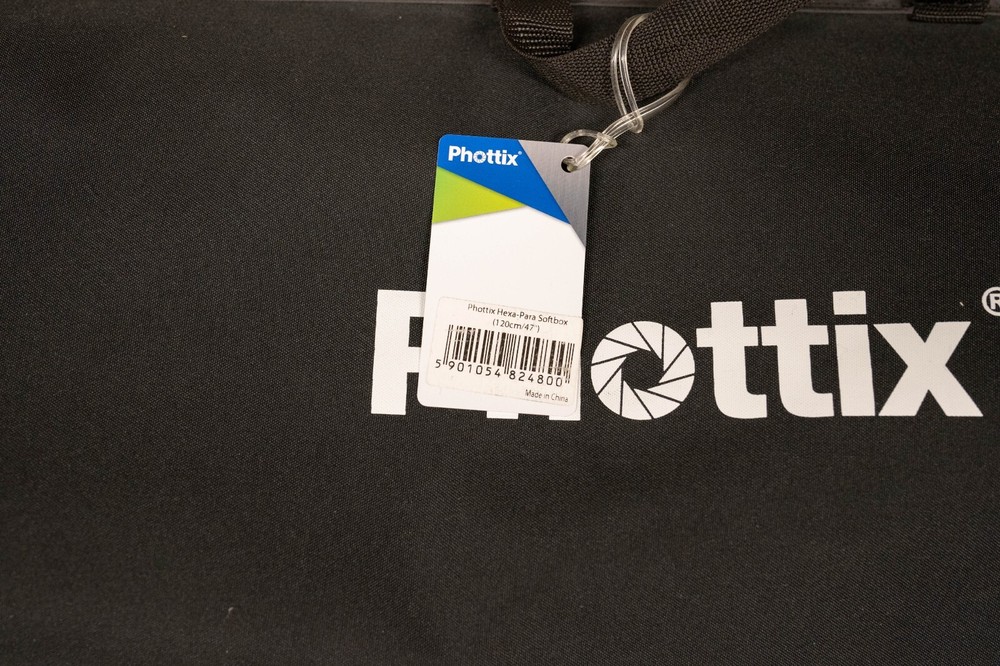 Phottix®
Phottix Hexa-Para Softbox
(120cm/47")
5 901054 824800
Made in China
Phottix®